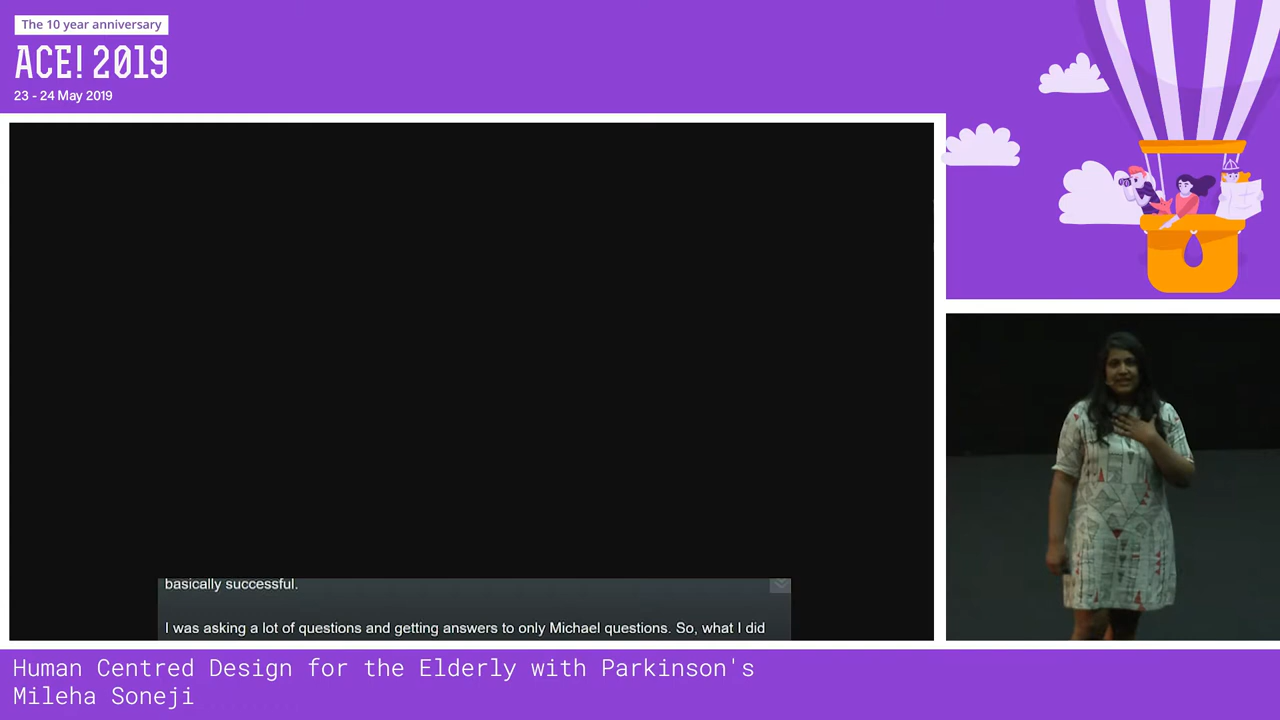 The 10 year anniversary
ACE! 2019
23 - 24 May 2019
basically successful.
I was asking a lot of questions and getting answers to only Michael questions. So, what I did
Human Centred Design for the Elderly with Parkinson's
Mileha Soneji